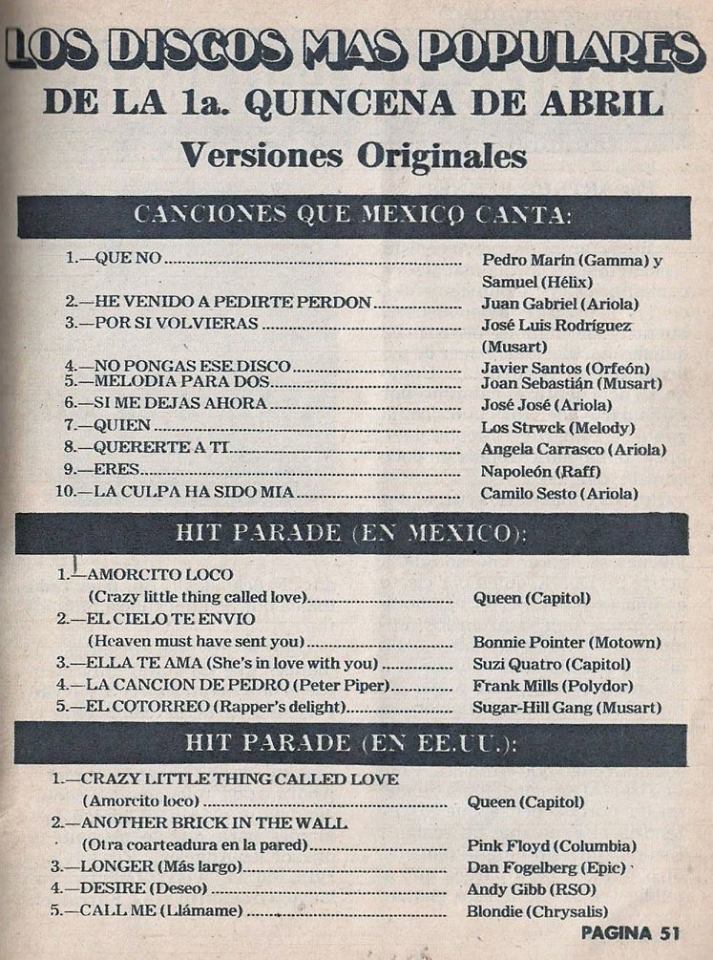 LOS DISCOS MAS POPULARES
DE LA 1a. QUINCENA DE ABRIL
Versiones Originales
CANCIONES QUE MEXICO CANTA:
1.—QUE NO.................... Pedro Marín (Gamma) y
Samuel (Hélix)
2.—HE VENIDO A PEDIRTE PERDON.................... Juan Gabriel (Ariola)
3.—POR SI VOLVIERAS.................... José Luis Rodríguez
(Musart)
4.—NO PONGAS ESE DISCO.................... Javier Santos (Orfeón)
5.—MELODIA PARA DOS.................... Joan Sebastián (Musart)
6.—SI ME DEJAS AHORA.................... José José (Ariola)
7.—QUIEN.................... Los Strwck (Melody)
8.—QUERERTE A TI.................... Angela Carrasco (Ariola)
9.—ERES.................... Napoleón (Raff)
10.—LA CULPA HA SIDO MIA.................... Camilo Sesto (Ariola)
HIT PARADE (EN MEXICO):
1.—AMORCITO LOCO
(Crazy little thing called love).................... Queen (Capitol)
2.—EL CIELO TE ENVIO
(Heaven must have sent you).................... Bonnie Pointer (Motown)
3.—ELLA TE AMA (She's in love with you).................... Suzi Quatro (Capitol)
4.—LA CANCION DE PEDRO (Peter Piper).................... Frank Mills (Polydor)
5.—EL COTORREO (Rapper's delight).................... Sugar-Hill Gang (Musart)
HIT PARADE (EN EE.UU.):
1.—CRAZY LITTLE THING CALLED LOVE
(Amorcito loco).................... Queen (Capitol)
2.—ANOTHER BRICK IN THE WALL
(Otra coarteadura en la pared).................... Pink Floyd (Columbia)
3.—LONGER (Más largo).................... Dan Fogelberg (Epic)
4.—DESIRE (Deseo).................... Andy Gibb (RSO)
5.—CALL ME (Llámame).................... Blondie (Chrysalis)
PAGINA 51